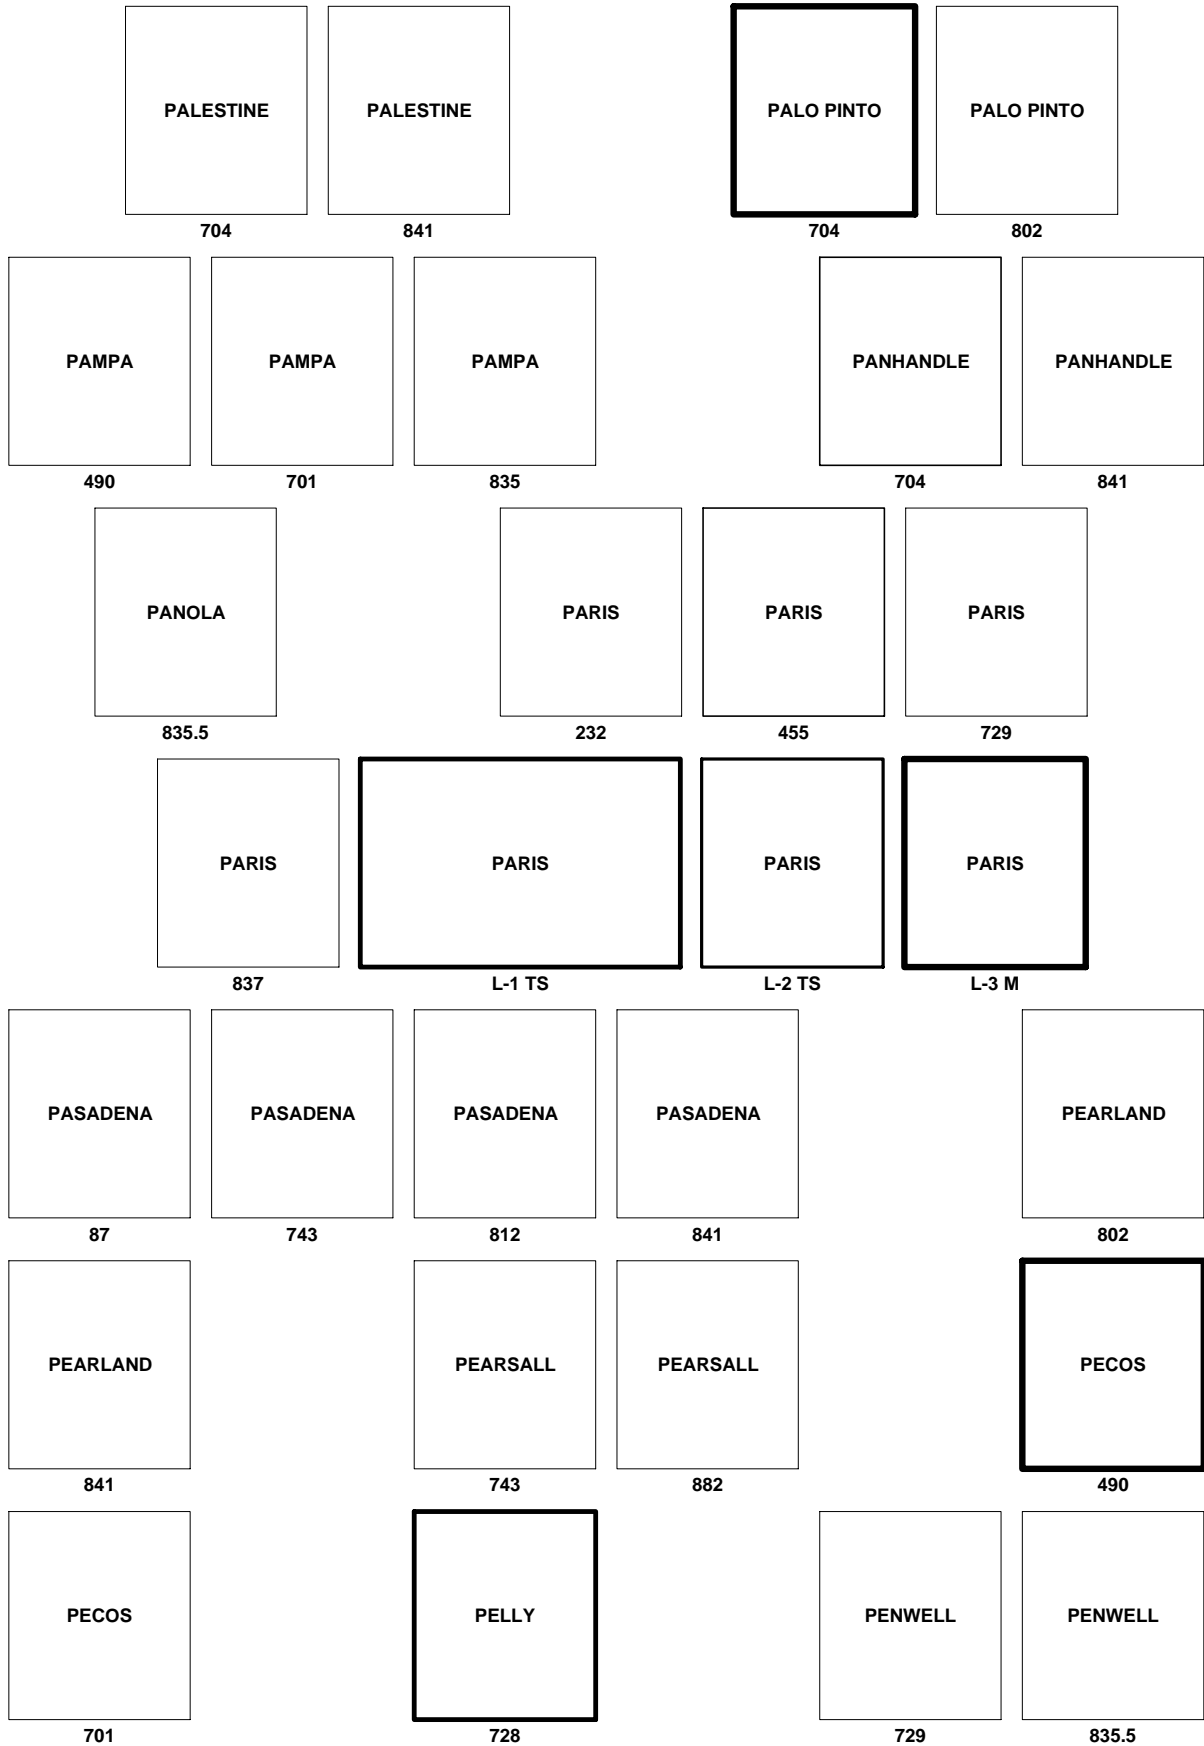 PALESTINE PALESTINE PALO PINTO PALO PINTO
704 841 704 802
PAMPA PAMPA PAMPA PANHANDLE PANHANDLE
490 701 835 704 841
PANOLA PARIS PARIS PARIS
835.5 232 455 729
PARIS PARIS PARIS PARIS
837 L-1 TS L-2 TS L-3 M
PASADENA PASADENA PASADENA PASADENA PEARLAND
87 743 812 841 802
PEARLAND PEARSALL PEARSALL PECOS
841 743 882 490
PECOS PELLY PENWELL PENWELL
701 728 729 835.5